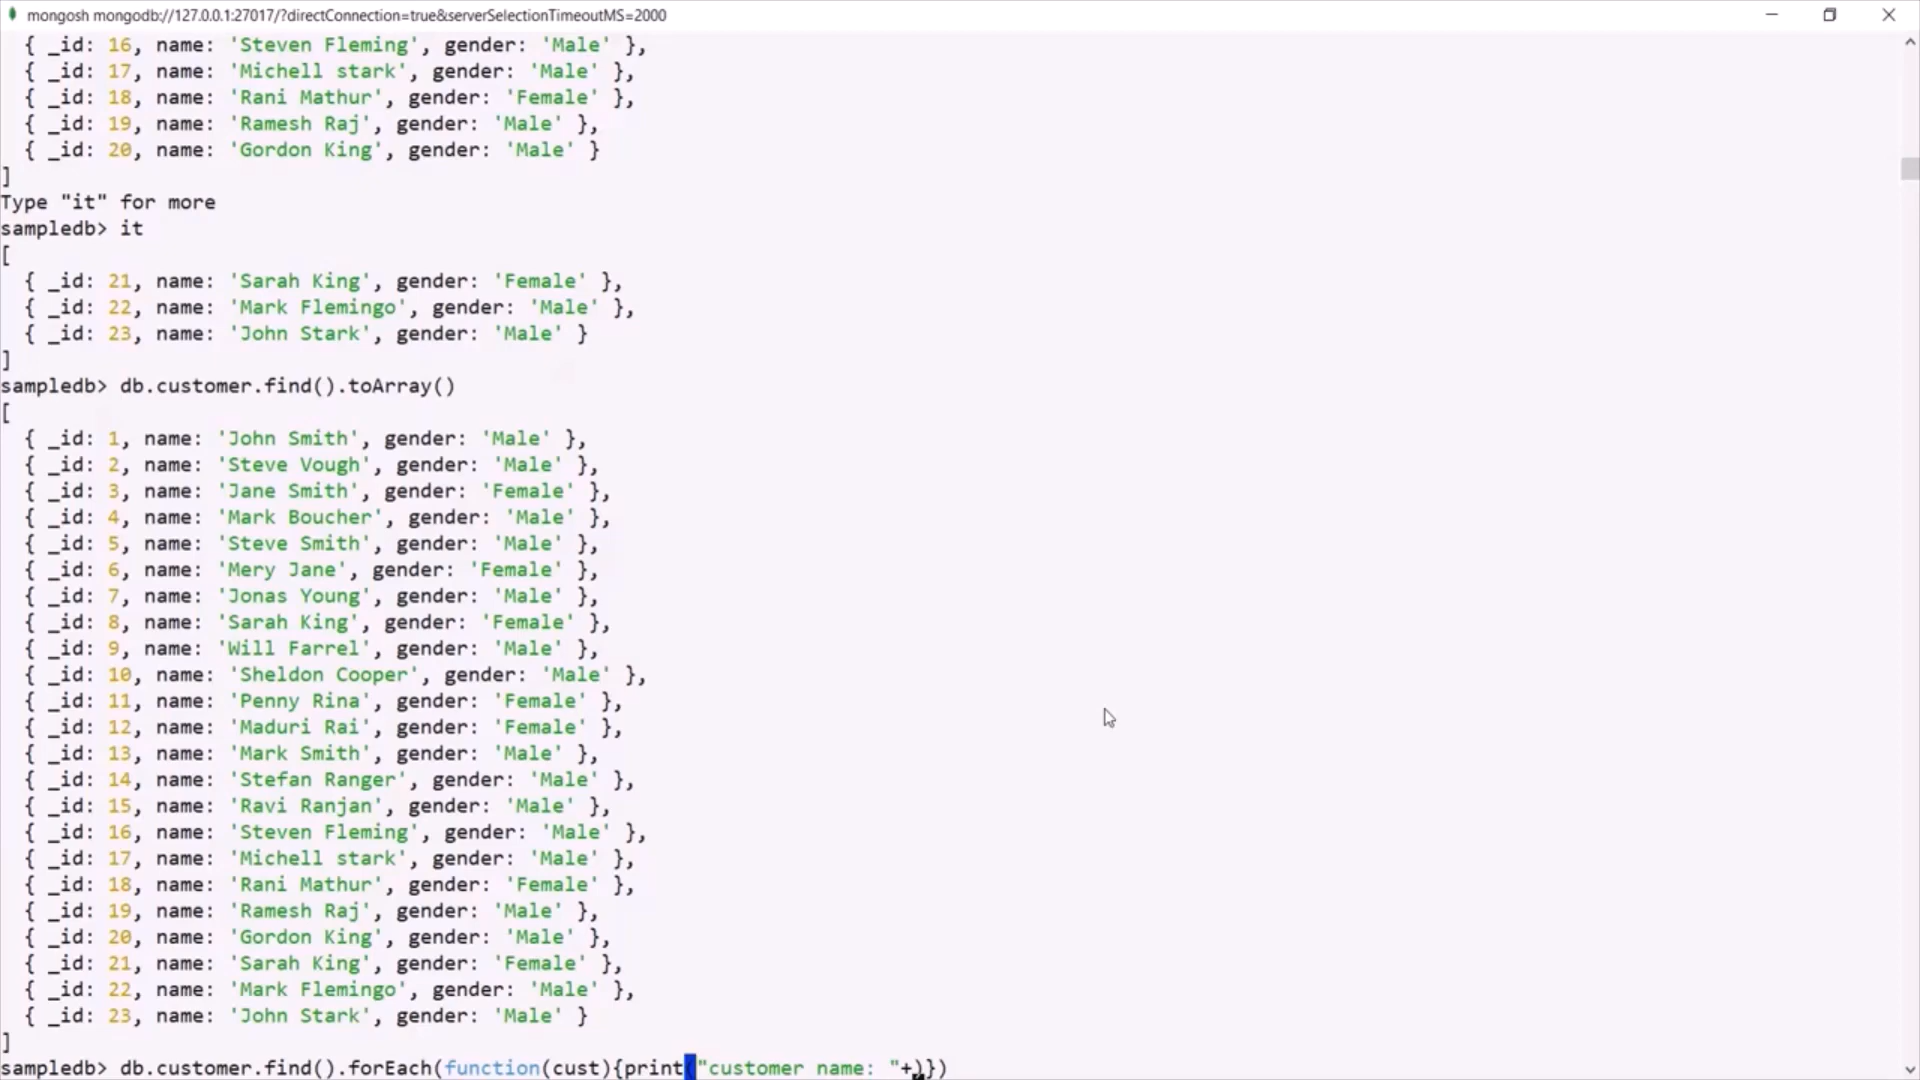 mongosh mongodb://127.0.0.1:27017/?directConnection=true&serverSelectionTimeoutMS=2000
{ _id: 16, name: 'Steven Fleming', gender: 'Male' },
{ _id: 17, name: 'Michell stark', gender: 'Male' },
{ _id: 18, name: 'Rani Mathur', gender: 'Female' },
{ _id: 19, name: 'Ramesh Raj', gender: 'Male' },
{ _id: 20, name: 'Gordon King', gender: 'Male' }
]
Type "it" for more
sampledb> it
[
{ _id: 21, name: 'Sarah King', gender: 'Female' },
{ _id: 22, name: 'Mark Flemingo', gender: 'Male' },
{ _id: 23, name: 'John Stark', gender: 'Male' }
]
sampledb> db.customer.find().toArray()
[
{ _id: 1, name: 'John Smith', gender: 'Male' },
{ _id: 2, name: 'Steve Vough', gender: 'Male' },
{ _id: 3, name: 'Jane Smith', gender: 'Female' },
{ _id: 4, name: 'Mark Boucher', gender: 'Male' },
{ _id: 5, name: 'Steve Smith', gender: 'Male' },
{ _id: 6, name: 'Mery Jane', gender: 'Female' },
{ _id: 7, name: 'Jonas Young', gender: 'Male' },
{ _id: 8, name: 'Sarah King', gender: 'Female' },
{ _id: 9, name: 'Will Farrel', gender: 'Male' },
{ _id: 10, name: 'Sheldon Cooper', gender: 'Male' },
{ _id: 11, name: 'Penny Rina', gender: 'Female' },
{ _id: 12, name: 'Maduri Rai', gender: 'Female' },
{ _id: 13, name: 'Mark Smith', gender: 'Male' },
{ _id: 14, name: 'Stefan Ranger', gender: 'Male' },
{ _id: 15, name: 'Ravi Ranjan', gender: 'Male' },
{ _id: 16, name: 'Steven Fleming', gender: 'Male' },
{ _id: 17, name: 'Michell stark', gender: 'Male' },
{ _id: 18, name: 'Rani Mathur', gender: 'Female' },
{ _id: 19, name: 'Ramesh Raj', gender: 'Male' },
{ _id: 20, name: 'Gordon King', gender: 'Male' },
{ _id: 21, name: 'Sarah King', gender: 'Female' },
{ _id: 22, name: 'Mark Flemingo', gender: 'Male' },
{ _id: 23, name: 'John Stark', gender: 'Male' }
]
sampledb> db.customer.find().forEach(function(cust){print("customer name: "+)})